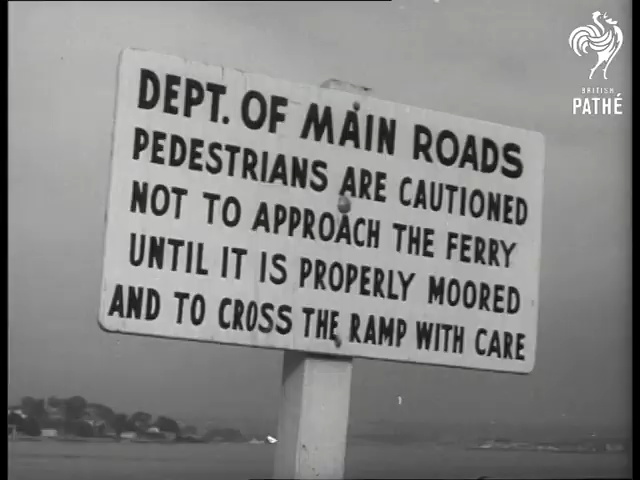 BRITISH
PATHÉ
DEPT. OF MAIN ROADS
PEDESTRIANS ARE CAUTIONED
NOT TO APPROACH THE FERRY
UNTIL IT IS PROPERLY MOORED
AND TO CROSS THE RAMP WITH CARE